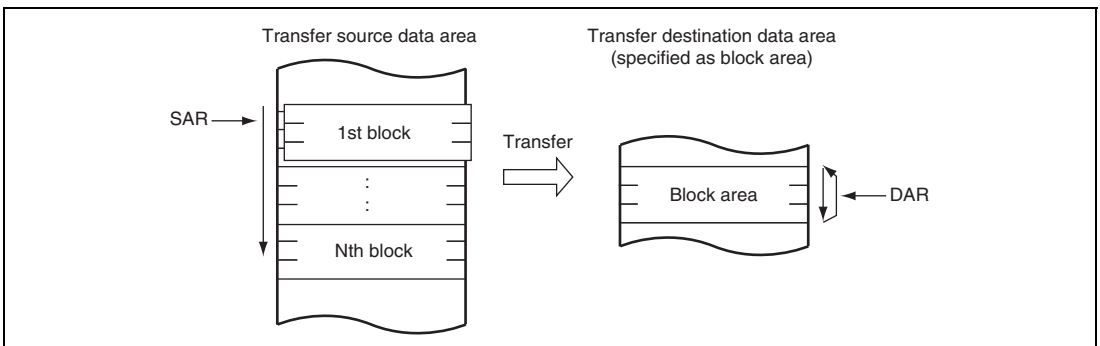 Transfer source data area
Transfer destination data area
(specified as block area)
SAR
1st block
Transfer
:
:
Block area
DAR
Nth block